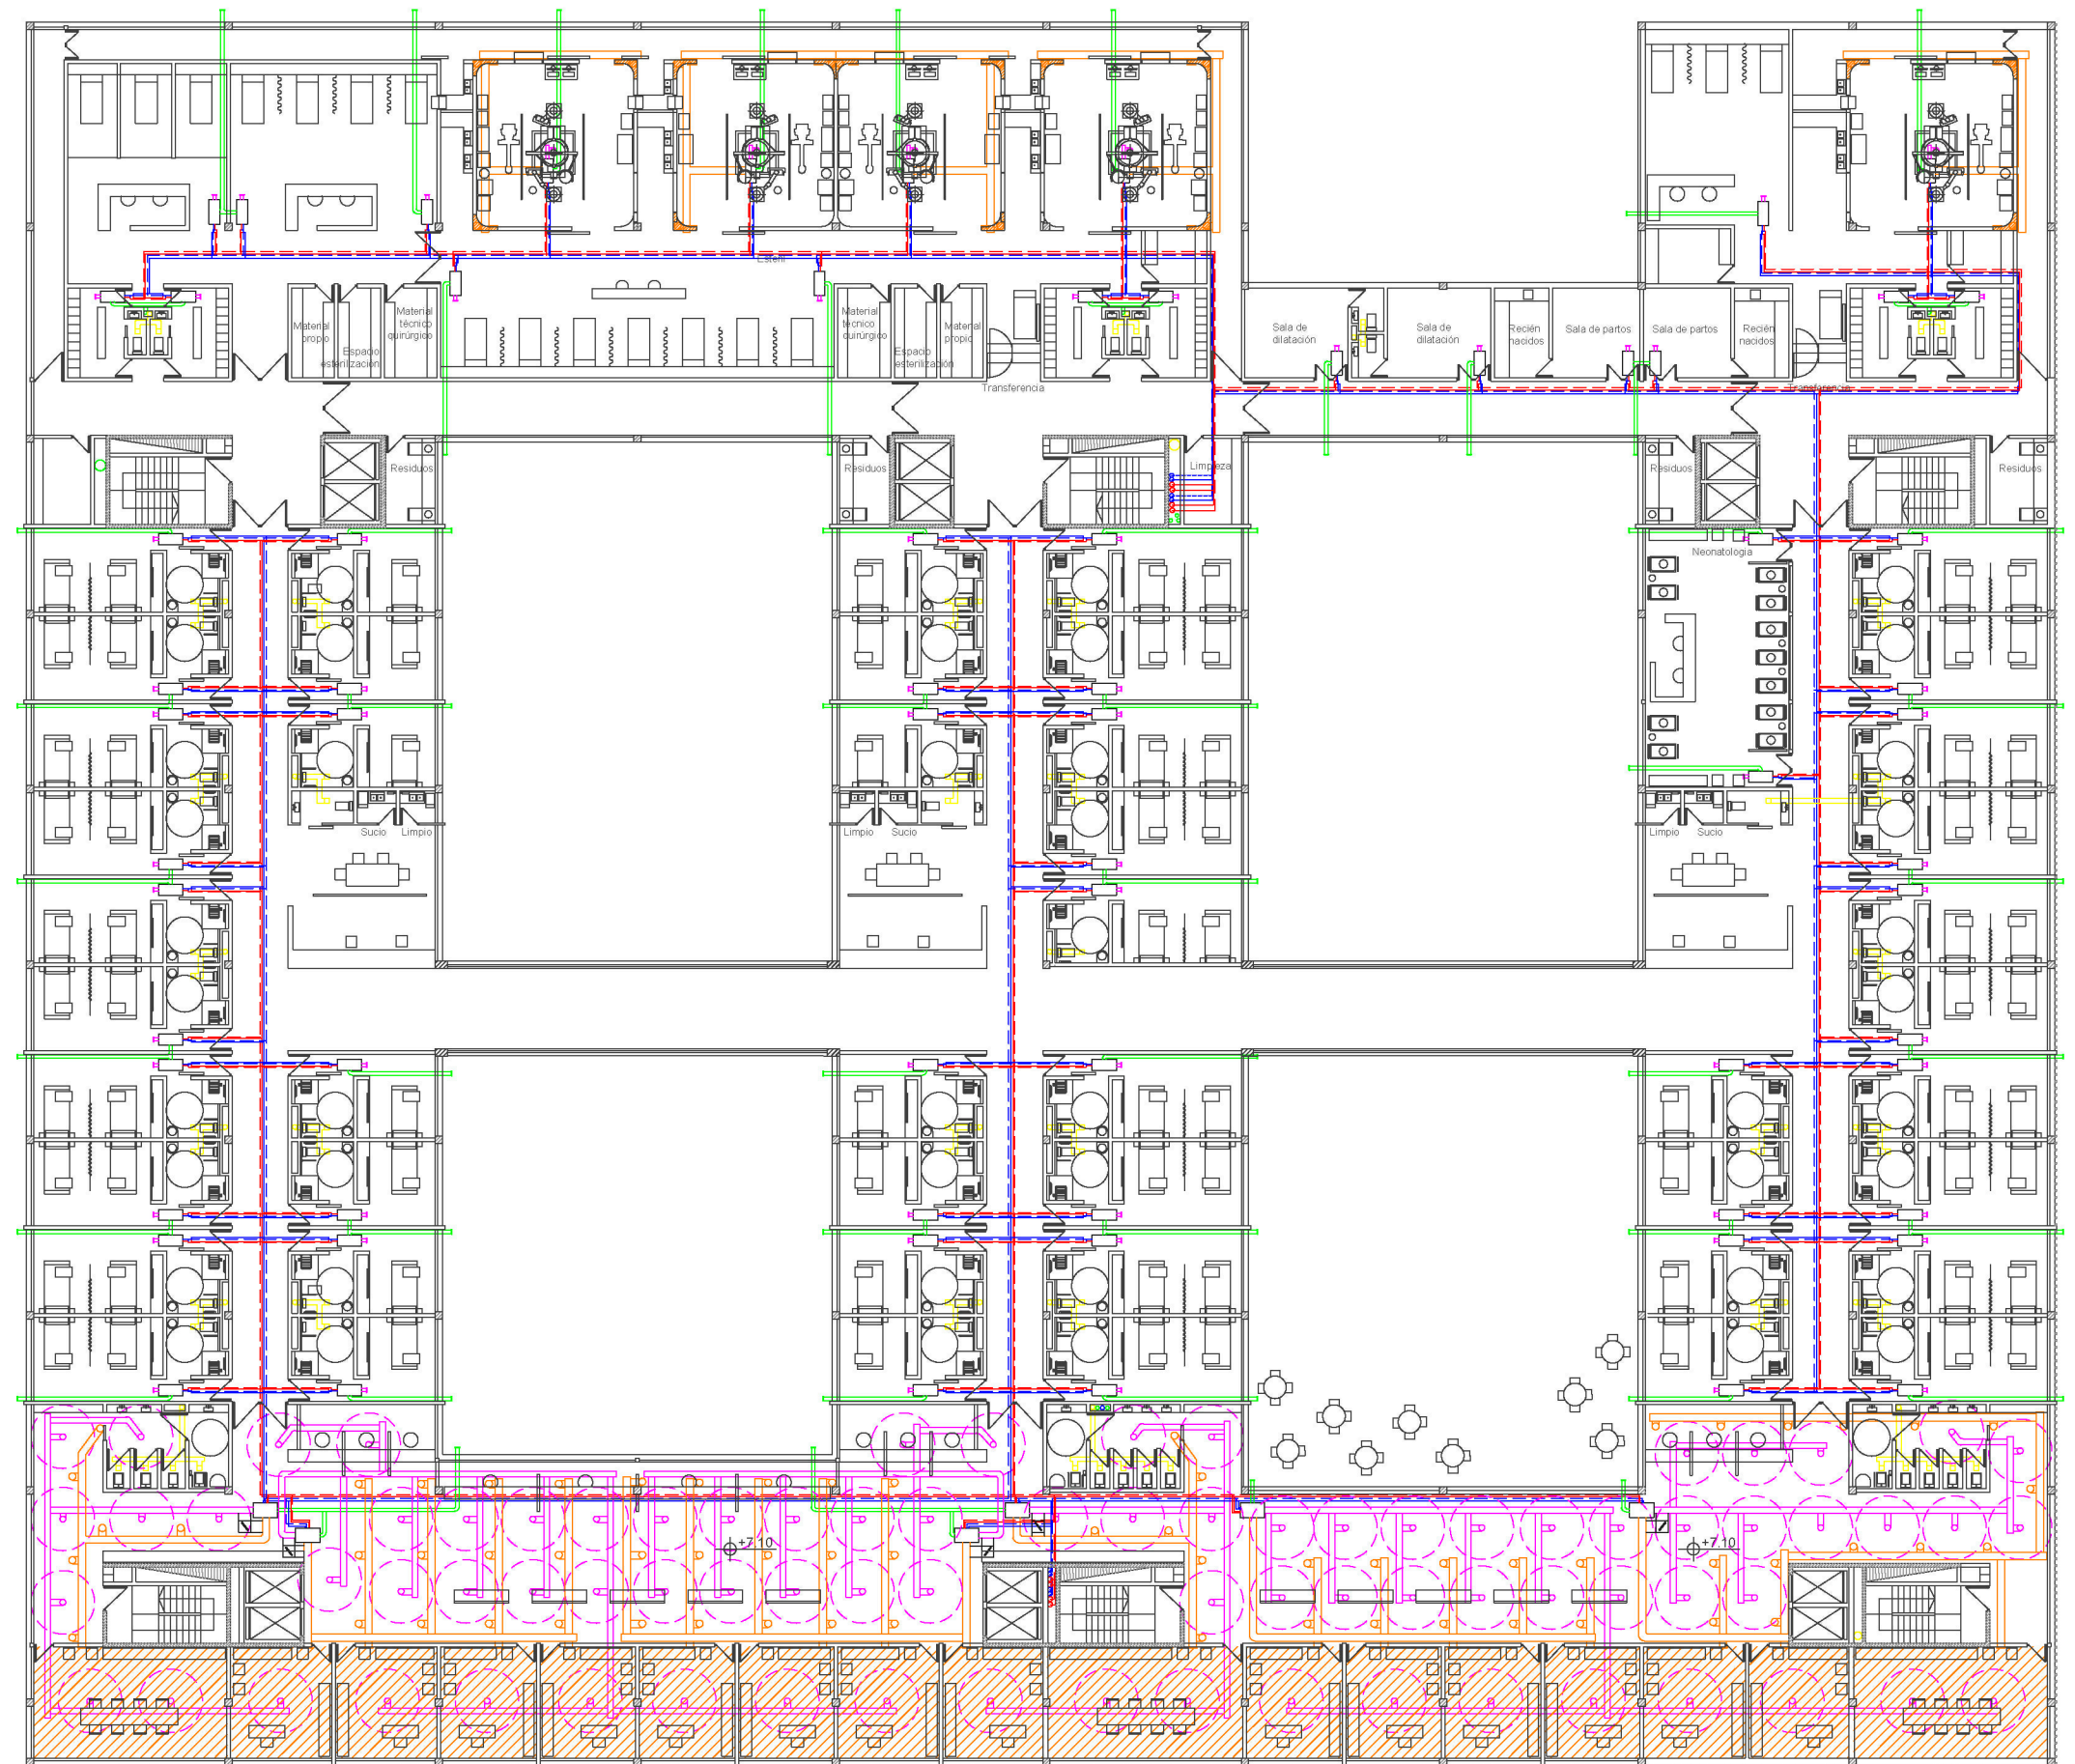 Estéril
Material
propio
Espacio
esterilización
Material
técnico
quirúrgico
Material
técnico
quirúrgico
Espacio
esterilización
Material
propio
Transferencia
Sala de
dilatación
Sala de
dilatación
Recién
nacidos
Sala de partos
Sala de partos
Recién
nacidos
Transferencia
Residuos
Residuos
Limpieza
Residuos
Residuos
Neonatologia
Sucio
Limpio
Limpio
Sucio
Limpio
Sucio
+7.10
+7.10